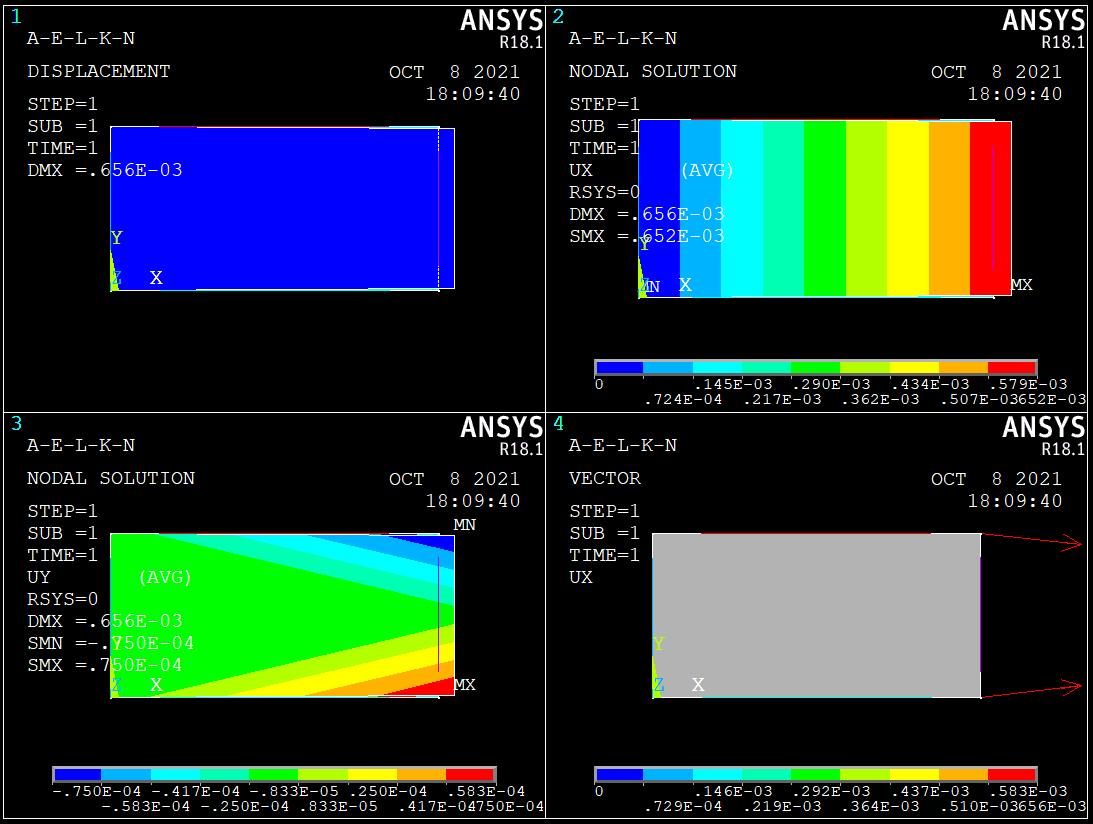 1
ANSYS
R18.1
A-E-L-K-N
DISPLACEMENT
OCT 8 2021
18:09:40
STEP=1
SUB =1
TIME=1
DMX =.656E-03
Y
Z X
2
ANSYS
R18.1
A-E-L-K-N
NODAL SOLUTION
OCT 8 2021
18:09:40
STEP=1
SUB =1
TIME=1
UX (AVG)
RSYS=0
DMX =.656E-03
SMX =.652E-03
Y
X
MX
0 .145E-03 .290E-03 .434E-03 .579E-03
.724E-04 .217E-03 .362E-03 .507E-03 .652E-03
3
ANSYS
R18.1
A-E-L-K-N
NODAL SOLUTION
OCT 8 2021
18:09:40
STEP=1
MN
SUB =1
TIME=1
UY (AVG)
RSYS=0
DMX =.656E-03
SMN =-.750E-04
SMX =.750E-04
Y
Z X
MX
-.750E-04 -.417E-04 -.833E-05 .250E-04 .583E-04
-.583E-04 -.250E-04 .833E-05 .417E-04 .750E-04
4
ANSYS
R18.1
A-E-L-K-N
VECTOR
OCT 8 2021
18:09:40
STEP=1
SUB =1
TIME=1
UX
Y
Z X
0 .146E-03 .292E-03 .437E-03 .583E-03
.729E-04 .219E-03 .364E-03 .510E-03 .656E-03